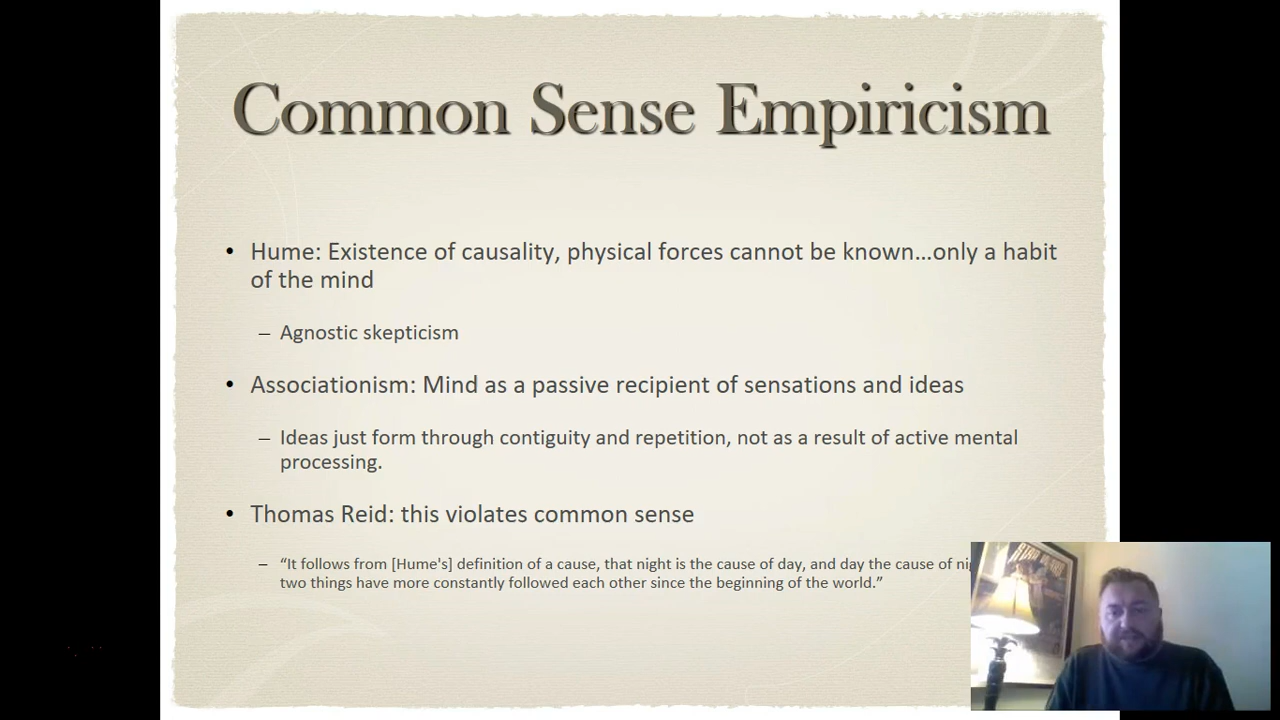 Common Sense Empiricism
• Hume: Existence of causality, physical forces cannot be known…only a habit
of the mind
– Agnostic skepticism
• Associationism: Mind as a passive recipient of sensations and ideas
– Ideas just form through contiguity and repetition, not as a result of active mental
processing.
• Thomas Reid: this violates common sense
– “It follows from [Hume's] definition of a cause, that night is the cause of day, and day the cause of
two things have more constantly followed each other since the beginning of the world.”